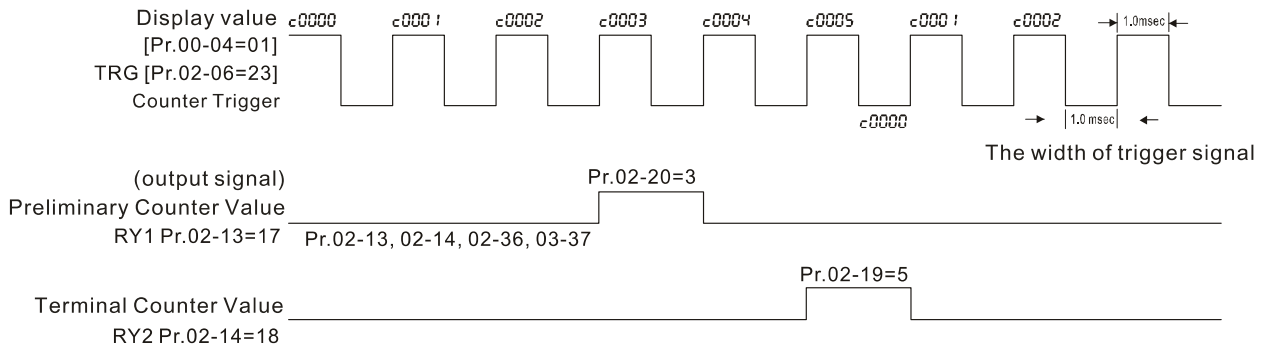 Display value
[Pr.00-04=01]
TRG [Pr.02-06=23]
Counter Trigger
c0000 c0001 c0002 c0003 c0004 c0005 c0001 c0002 1.0msec
c0000
1.0 msec
The width of trigger signal
(output signal)
Preliminary Counter Value
RY1 Pr.02-13=17
Pr.02-20=3
Pr.02-13, 02-14, 02-36, 03-37
Pr.02-19=5
Terminal Counter Value
RY2 Pr.02-14=18